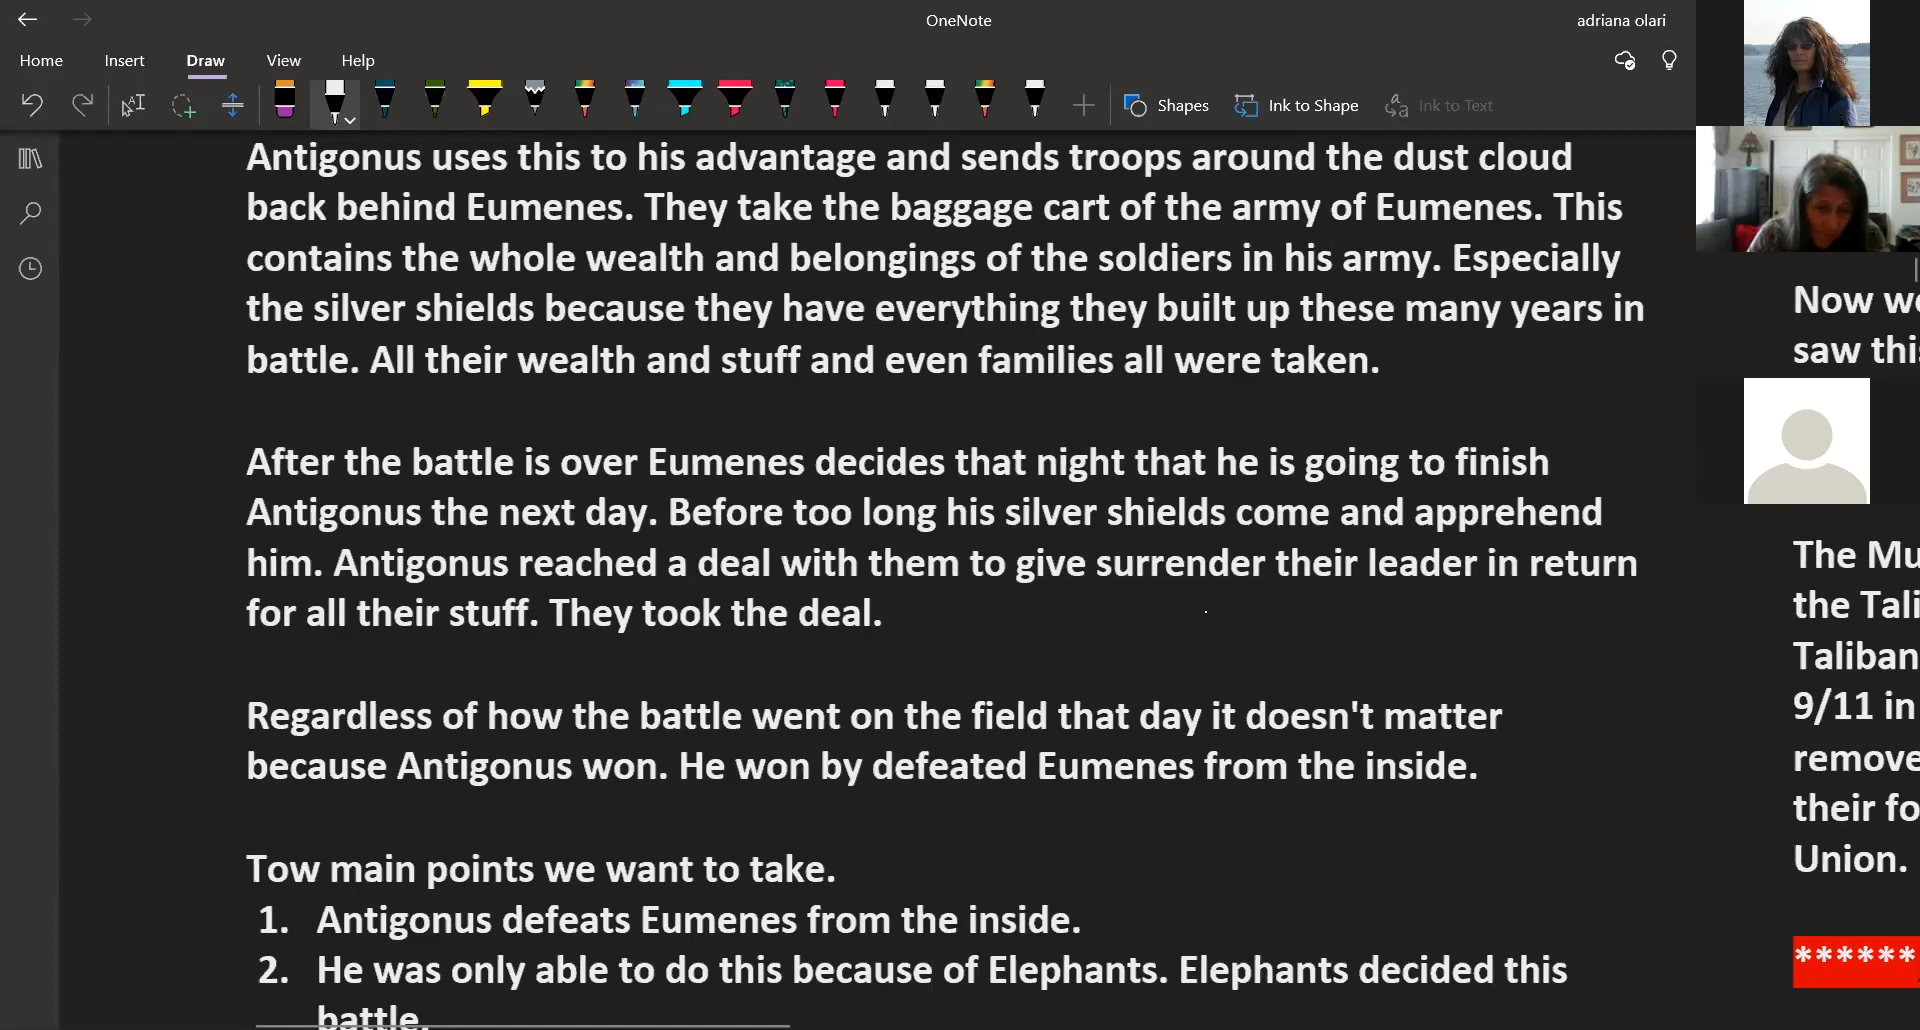 OneNote
adriana olari
Home Insert Draw View Help
Shapes Ink to Shape Ink to Text
Antigonus uses this to his advantage and sends troops around the dust cloud
back behind Eumenes. They take the baggage cart of the army of Eumenes. This
contains the whole wealth and belongings of the soldiers in his army. Especially
the silver shields because they have everything they built up these many years in
battle. All their wealth and stuff and even families all were taken.
After the battle is over Eumenes decides that night that he is going to finish
Antigonus the next day. Before too long his silver shields come and apprehend
him. Antigonus reached a deal with them to give surrender their leader in return
for all their stuff. They took the deal.
Regardless of how the battle went on the field that day it doesn't matter
because Antigonus won. He won by defeated Eumenes from the inside.
Tow main points we want to take.
1. Antigonus defeats Eumenes from the inside.
2. He was only able to do this because of Elephants. Elephants decided this
battle.
Now
saw
The
the
Taliban
9/11 in
remove
their
Union.
******